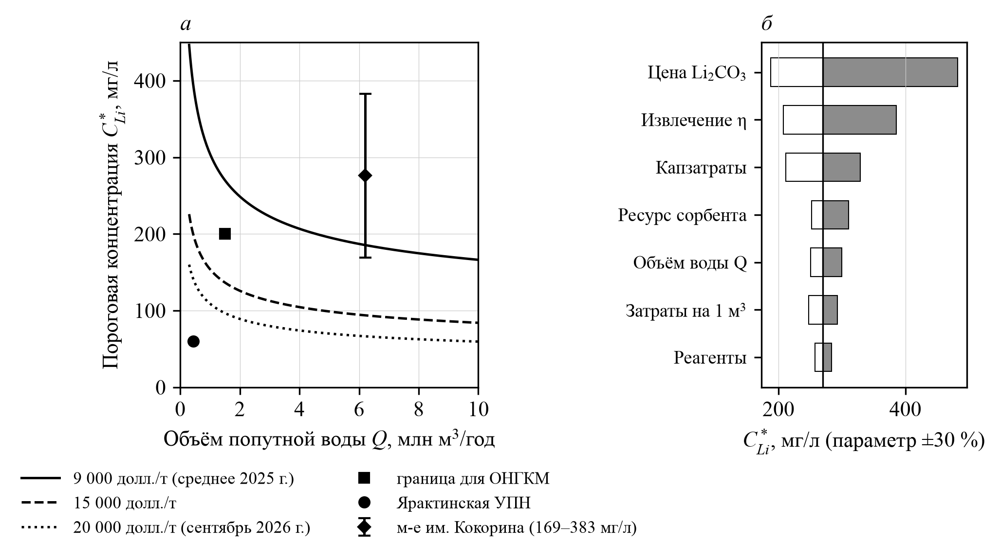 а
Пороговая концентрация C*Li, мг/л
400
300
200
100
0
0 2 4 6 8 10
Объём попутной воды Q, млн м³/год
б
Цена Li₂CO₃
Извлечение η
Капзатраты
Ресурс сорбента
Объём воды Q
Затраты на 1 м³
Реагенты
200 400
C*Li, мг/л (параметр ±30 %)
9 000 долл./т (среднее 2025 г.)
15 000 долл./т
20 000 долл./т (сентябрь 2026 г.)
граница для ОНГКМ
Ярактинская УПН
м-е им. Кокорина (169–383 мг/л)